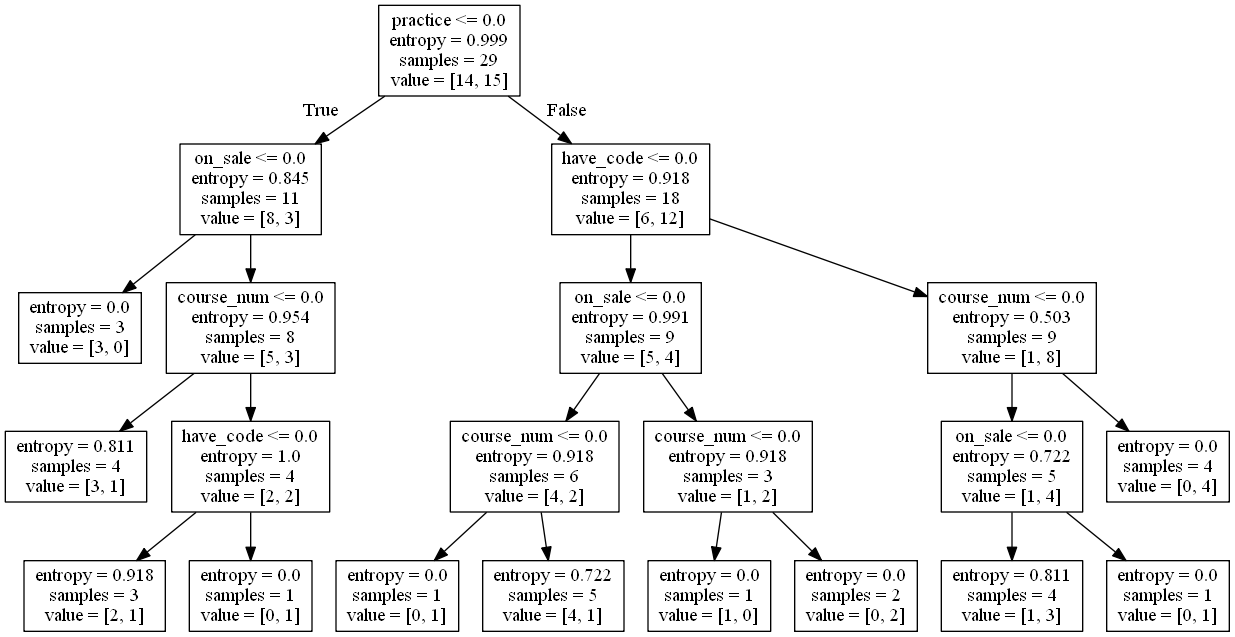 practice <= 0.0
entropy = 0.999
samples = 29
value = [14, 15]
True
False
on_sale <= 0.0
entropy = 0.845
samples = 11
value = [8, 3]
have_code <= 0.0
entropy = 0.918
samples = 18
value = [6, 12]
entropy = 0.0
samples = 3
value = [3, 0]
course_num <= 0.0
entropy = 0.954
samples = 8
value = [5, 3]
on_sale <= 0.0
entropy = 0.991
samples = 9
value = [5, 4]
course_num <= 0.0
entropy = 0.503
samples = 9
value = [1, 8]
entropy = 0.811
samples = 4
value = [3, 1]
have_code <= 0.0
entropy = 1.0
samples = 4
value = [2, 2]
course_num <= 0.0
entropy = 0.918
samples = 6
value = [4, 2]
course_num <= 0.0
entropy = 0.918
samples = 3
value = [1, 2]
on_sale <= 0.0
entropy = 0.722
samples = 5
value = [1, 4]
entropy = 0.0
samples = 4
value = [0, 4]
entropy = 0.918
samples = 3
value = [2, 1]
entropy = 0.0
samples = 1
value = [0, 1]
entropy = 0.0
samples = 1
value = [0, 1]
entropy = 0.722
samples = 5
value = [4, 1]
entropy = 0.0
samples = 1
value = [1, 0]
entropy = 0.0
samples = 2
value = [0, 2]
entropy = 0.811
samples = 4
value = [1, 3]
entropy = 0.0
samples = 1
value = [0, 1]